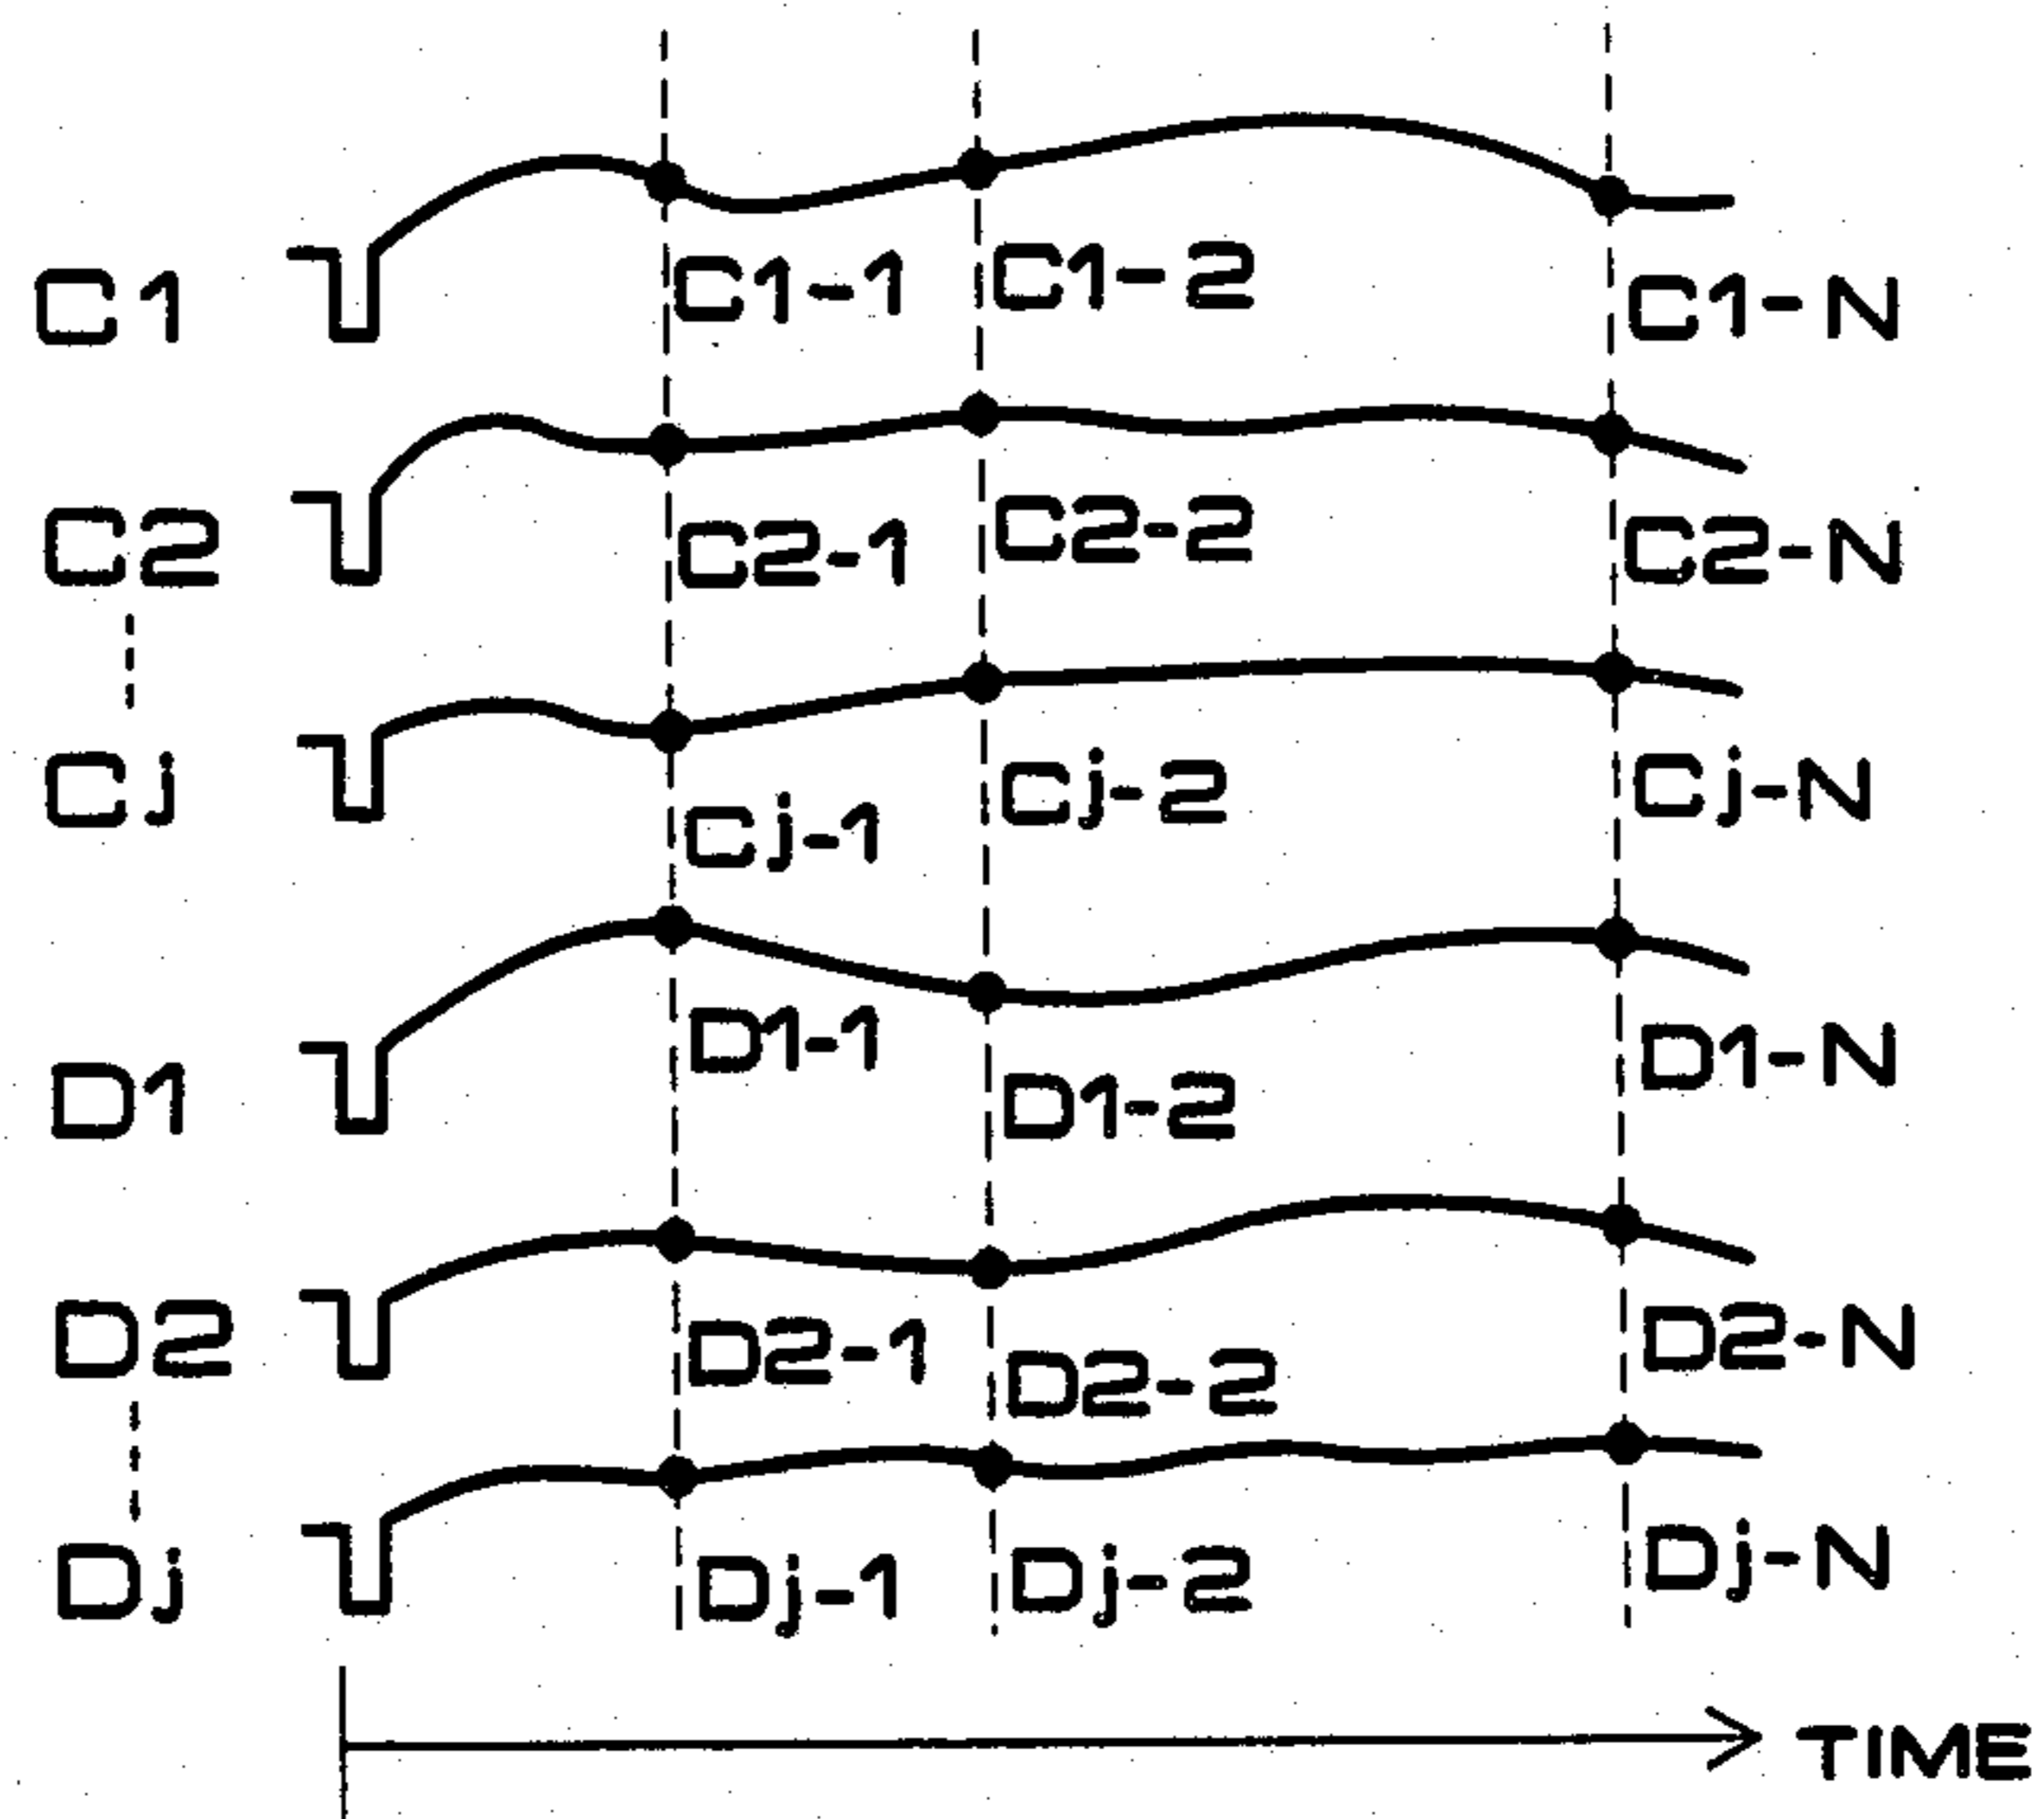 C1 C1-1 C1-2 C1-N
C2 C2-1 C2-2 C2-N
Cj Cj-1 Cj-2 Cj-N
D1 D1-1 D1-2 D1-N
D2 D2-1 D2-2 D2-N
Dj Dj-1 Dj-2 Dj-N
TIME